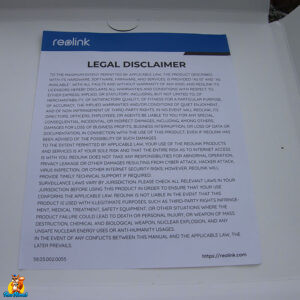 reolink
LEGAL DISCLAIMER
TO THE MAXIMUM EXTENT PERMITTED BY APPLICABLE LAW, THE PRODUCT DESCRIBED,
WITH ITS HARDWARE, SOFTWARE, FIRMWARE, AND SERVICES IS PROVIDED "AS IS" AND "AS
AVAILABLE", WITH ALL FAULTS AND WITHOUT WARRANTY OF ANY KIND. AND REOLINK, ITS
LICENSERS HEREBY DISCLAIM ALL WARRANTIES AND CONDITIONS WITH RESPECT TO
EITHER EXPRESS, IMPLIED, OR STATUTORY, INCLUDING, BUT NOT LIMITED TO, OF
MERCHANTABILITY, OF SATISFACTORY QUALITY, OF FITNESS FOR A PARTICULAR PURPOSE,
OF ACCURACY, THE IMPLIED WARRANTIES AND/OR CONDITIONS OF QUIET ENJOYMENT,
AND OF NON-INFRINGEMENT OF THIRD-PARTY RIGHTS. IN NO EVENT WILL REOLINK, ITS
DIRECTORS, OFFICERS, EMPLOYEES, OR AGENTS BE LIABLE TO YOU FOR ANY SPECIAL,
CONSEQUENTIAL, INCIDENTAL, OR INDIRECT DAMAGES, INCLUDING, AMONG OTHERS,
DAMAGES FOR LOSS OF BUSINESS PROFITS, BUSINESS INTERRUPTION, OR LOSS OF DATA OR
DOCUMENTATION, IN CONNECTION WITH THE USE OF THIS PRODUCT, EVEN IF REOLINK HAS
BEEN ADVISED OF THE POSSIBILITY OF SUCH DAMAGES.
TO THE EXTENT PERMITTED BY APPLICABLE LAW, YOUR USE OF THE REOLINK PRODUCTS
AND SERVICES IS AT YOUR SOLE RISK AND THAT THE ENTIRE RISK AS TO INTERNET ACCESS
IS WITH YOU. REOLINK DOES NOT TAKE ANY RESPONSIBILITIES FOR ABNORMAL OPERATION,
PRIVACY LEAKAGE OR OTHER DAMAGES RESULTING FROM CYBER ATTACK, HACKER ATTACK,
VIRUS INSPECTION, OR OTHER INTERNET SECURITY RISKS. HOWEVER, REOLINK WILL
PROVIDE TIMELY TECHNICAL SUPPORT IF REQUIRED.
SURVEILLANCE LAWS VARY BY JURISDICTION. PLEASE CHECK ALL RELEVANT LAWS IN YOUR
JURISDICTION BEFORE USING THIS PRODUCT IN ORDER TO ENSURE THAT YOUR USE
CONFORMS THE APPLICABLE LAW. REOLINK IS NOT LIABLE IN THE EVENT THAT THIS
PRODUCT IS USED WITH ILLEGITIMATE PURPOSES, SUCH AS, THIRD-PARTY RIGHTS INFRINGE-
MENT, MEDICAL TREATMENT, SAFETY EQUIPMENT, OR OTHER SITUATIONS WHERE THE
PRODUCT FAILURE COULD LEAD TO DEATH OR PERSONAL INJURY, OR WEAPON OF MASS
DESTRUCTION, CHEMICAL AND BIOLOGICAL WEAPON, NUCLEAR EXPLOSION, AND ANY
UNSAFE NUCLEAR ENERGY USES OR ANTI-HUMANITY USAGES.
IN THE EVENT OF ANY CONFLICTS BETWEEN THIS MANUAL AND THE APPLICABLE LAW, THE
LATER PREVAILS.
58.03.002.0055
https://reolink.com